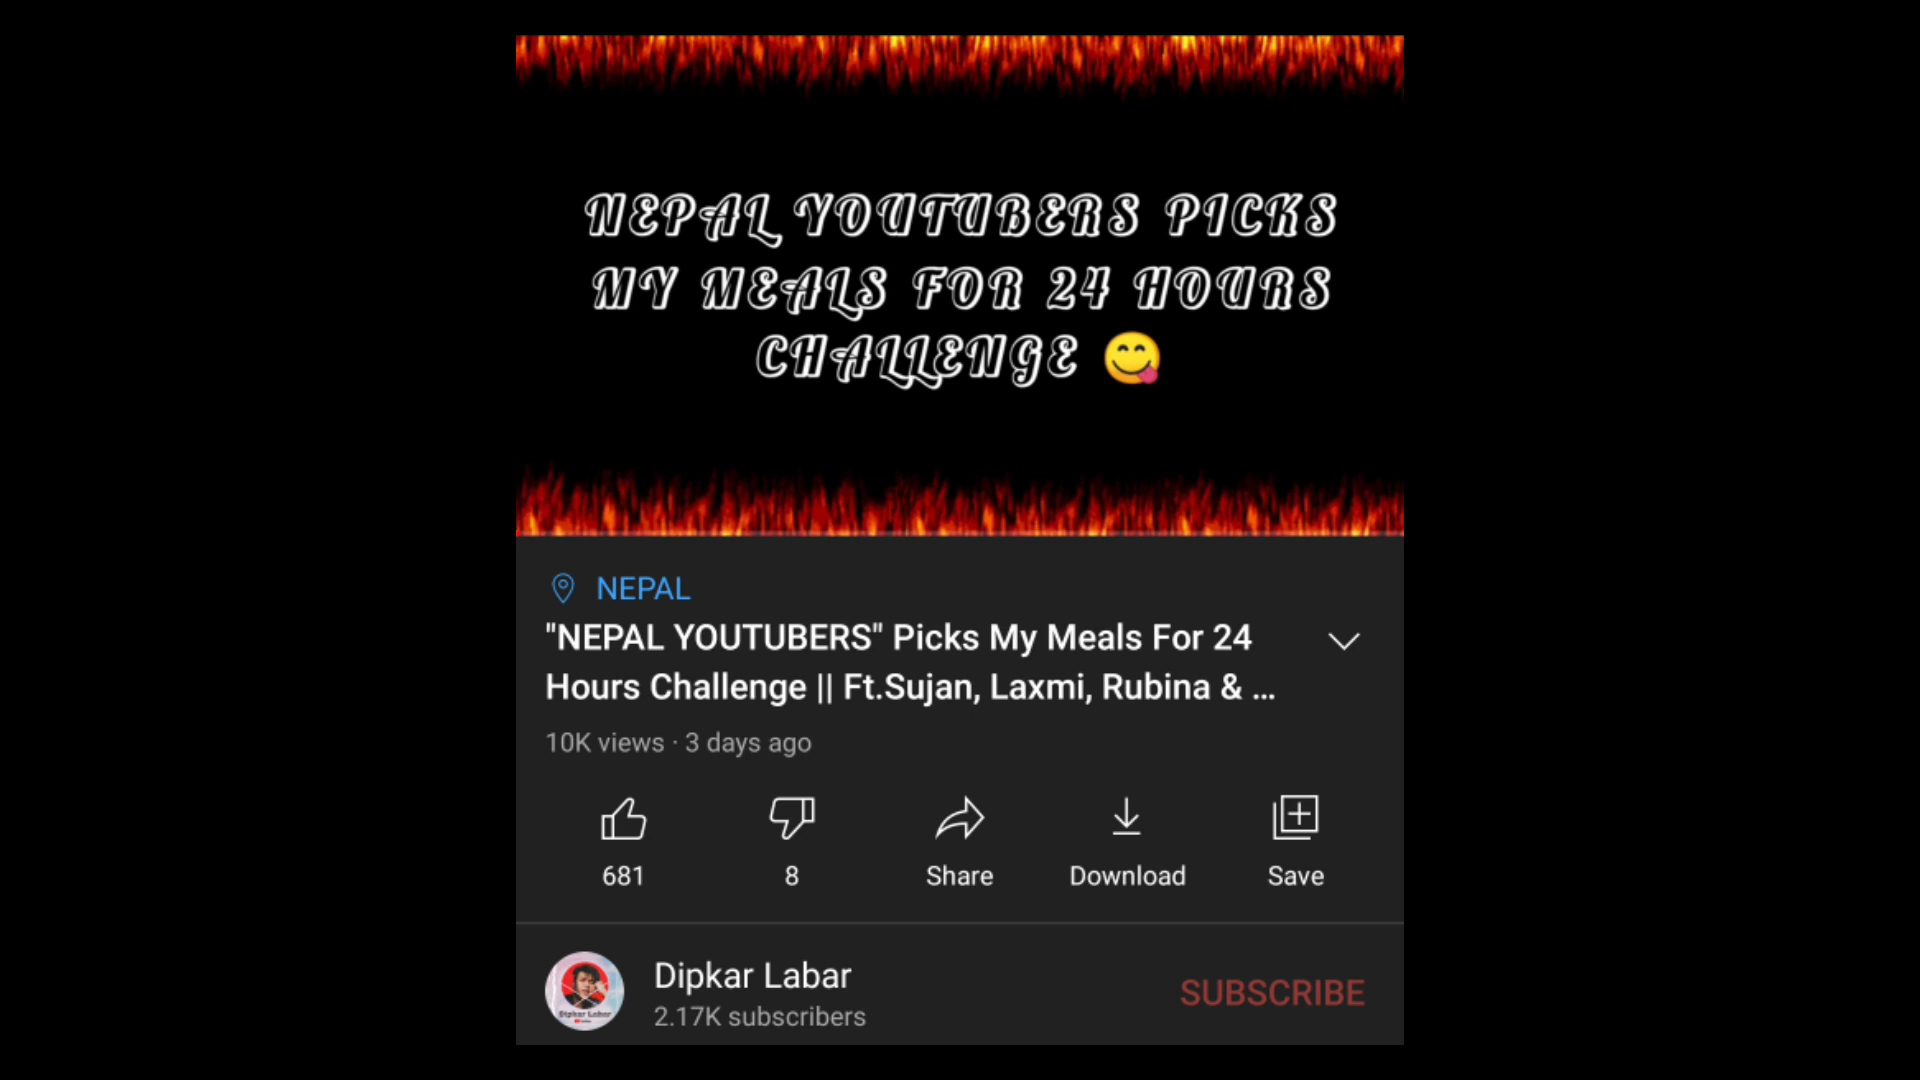 NEPAL YOUTUBERS PICKS
MY MEALS FOR 24 HOURS
CHALLENGE 😋
NEPAL
"NEPAL YOUTUBERS" Picks My Meals For 24
Hours Challenge || Ft.Sujan, Laxmi, Rubina & ...
10K views · 3 days ago
681
8
Share
Download
Save
Dipkar Labar
Dipkar Labar
2.17K subscribers
SUBSCRIBE